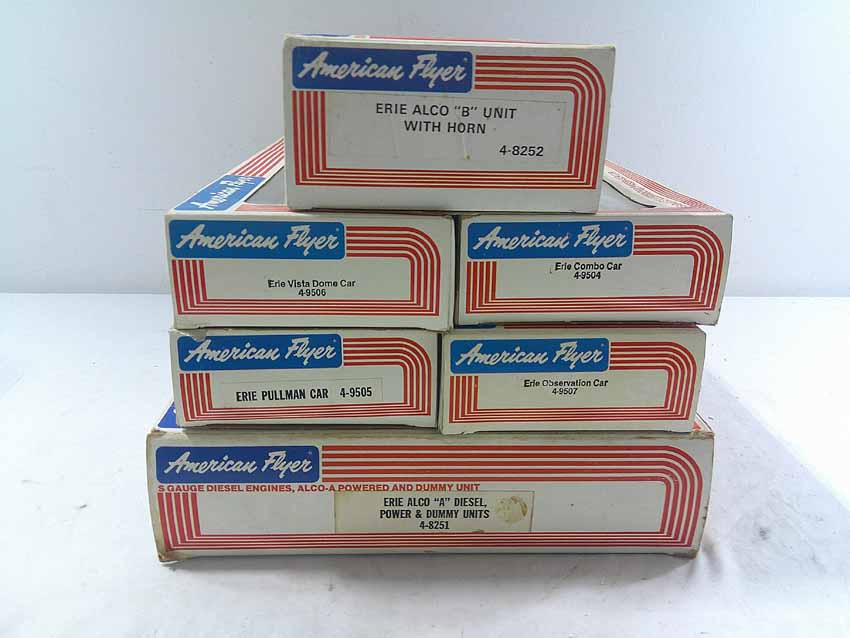 American Flyer
ERIE ALCO "B" UNIT
WITH HORN
4-8252
American Flyer
American Flyer
Erie Vista Dome Car
4-9506
American Flyer
Erie Combo Car
4-9504
American Flyer
ERIE PULLMAN CAR 4-9505
American Flyer
Erie Observation Car
4-9507
American Flyer
S GAUGE DIESEL ENGINES, ALCO-A POWERED AND DUMMY UNIT
ERIE ALCO "A" DIESEL,
POWER & DUMMY UNITS
4-8251